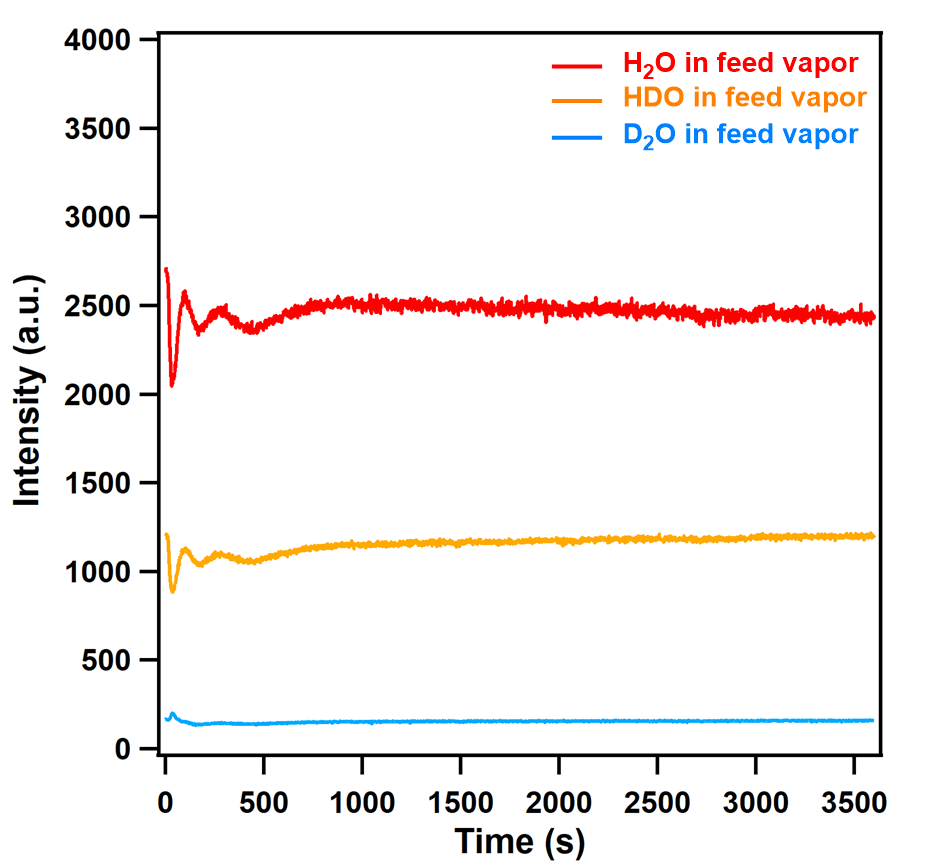 4000
3500
3000
2500
2000
1500
1000
500
0
Intensity (a.u.)
H₂O in feed vapor
HDO in feed vapor
D₂O in feed vapor
0 500 1000 1500 2000 2500 3000 3500
Time (s)